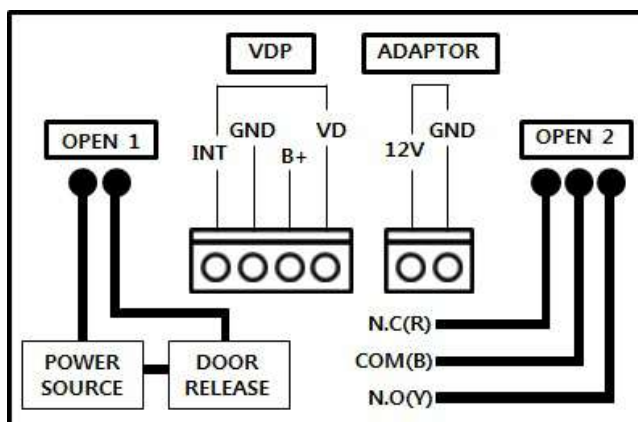 VDP
ADAPTOR
OPEN 1
INT
GND
B+
VD
12V
GND
OPEN 2
POWER
SOURCE
DOOR
RELEASE
N.C(R)
COM(B)
N.O(Y)